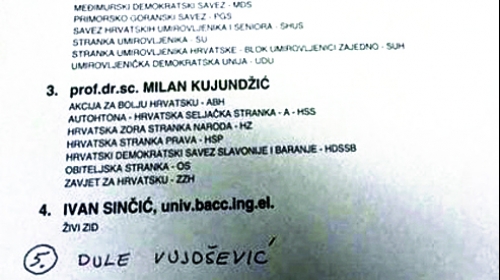 MEĐIMURSKI DEMOKRATSKI SAVEZ - MDS
PRIMORSKO GORANSKI SAVEZ - PGS
SAVEZ HRVATSKIH UMIROVLJENIKA I SENIORA - SHUS
STRANKA UMIROVLJENIKA - SU
STRANKA UMIROVLJENIKA HRVATSKE - BLOK UMIROVLJENICI ZAJEDNO - SUH
UMIROVLJENIČKA DEMOKRATSKA UNIJA - UDU
3. prof.dr.sc. MILAN KUJUNDŽIĆ
AKCIJA ZA BOLJU HRVATSKU - ABH
AUTOHTONA - HRVATSKA SELJAČKA STRANKA - A - HSS
HRVATSKA ZORA STRANKA NARODA - HZ
HRVATSKA STRANKA PRAVA - HSP
HRVATSKI DEMOKRATSKI SAVEZ SLAVONIJE I BARANJE - HDSSB
OBITELJSKA STRANKA - OS
ZAVJET ZA HRVATSKU - ZZH
4. IVAN SINČIĆ, univ.bacc.ing.el.
ŽIVI ZID
5. DULE VUJOŠEVIĆ